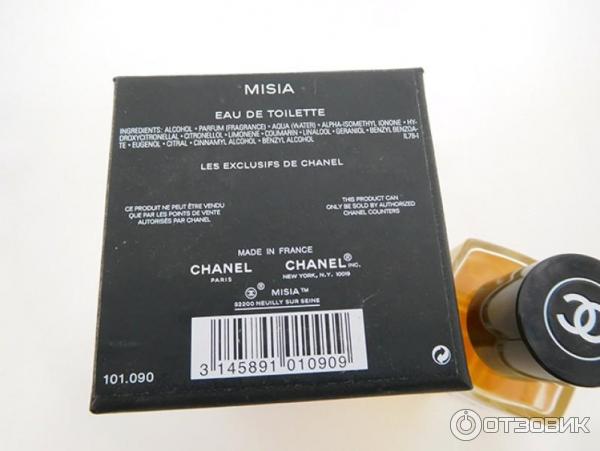 MISIA
EAU DE TOILETTE
INGREDIENTS: ALCOHOL • PARFUM (FRAGRANCE) • AQUA (WATER) • ALPHA-ISOMETHYL IONONE • HY-
DROXYCITRONELLAL • CITRONELLOL • LIMONENE • COUMARIN • LINALOOL • GERANIOL • BENZYL BENZOA-
TE • EUGENOL • CITRAL • CINNAMYL ALCOHOL • BENZYL ALCOHOL
IL78-I
LES EXCLUSIFS DE CHANEL
CE PRODUIT NE PEUT ÊTRE VENDU
QUE PAR LES POINTS DE VENTE
AUTORISÉS PAR CHANEL
THIS PRODUCT CAN
ONLY BE SOLD BY AUTHORIZED
CHANEL COUNTERS
MADE IN FRANCE
CHANEL
PARIS
CHANEL® INC.
NEW YORK, N.Y. 10019
® MISIA™
92200 NEUILLY SUR SEINE
3 145891 010909
101.090
ОТЗОВИК